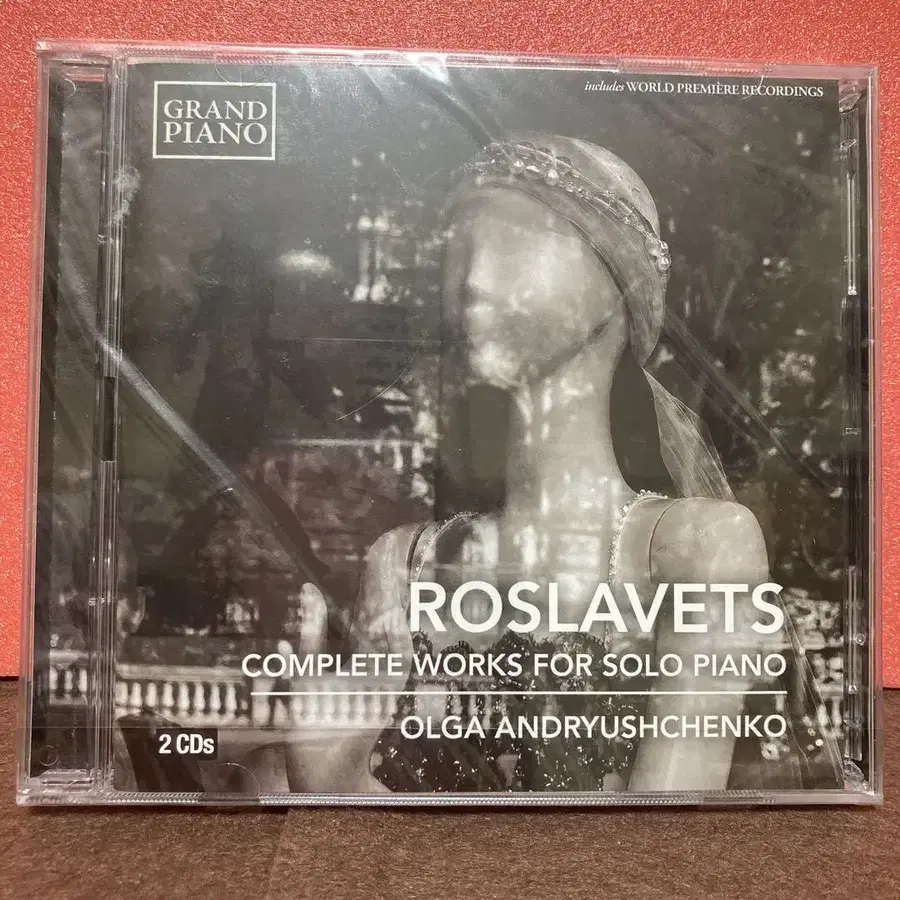 GRAND
PIANO
includes WORLD PREMIÈRE RECORDINGS
ROSLAVETS
COMPLETE WORKS FOR SOLO PIANO
OLGA ANDRYUSHCHENKO
2 CDs